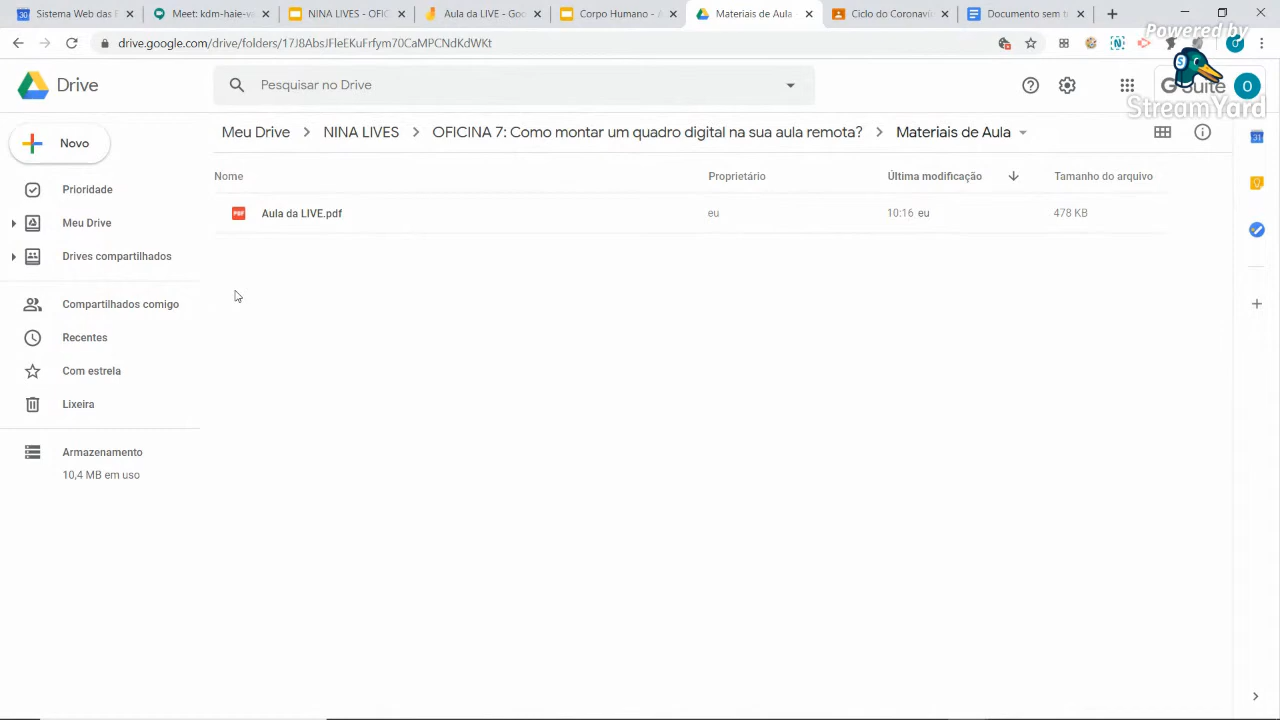 Sistema Web das E
Meet: kdm-haie-ve
NINA LIVES - OFIC
Aula da LIVE - Goo
Corpo Humano - A
Materiais de Aula
Ciclo do Coronaví
Documento sem t
drive.google.com/drive/folders/17J8AbsJFleEKuFrfym70CaMPCNdKdWKt
Powered by
StreamYard
Drive
Pesquisar no Drive
G Suite
O
Novo
Meu Drive > NINA LIVES > OFICINA 7: Como montar um quadro digital na sua aula remota? > Materiais de Aula
Nome Proprietário Última modificação Tamanho do arquivo
Aula da LIVE.pdf eu 10:16 eu 478 KB
Prioridade
Meu Drive
Drives compartilhados
Compartilhados comigo
Recentes
Com estrela
Lixeira
Armazenamento
10,4 MB em uso